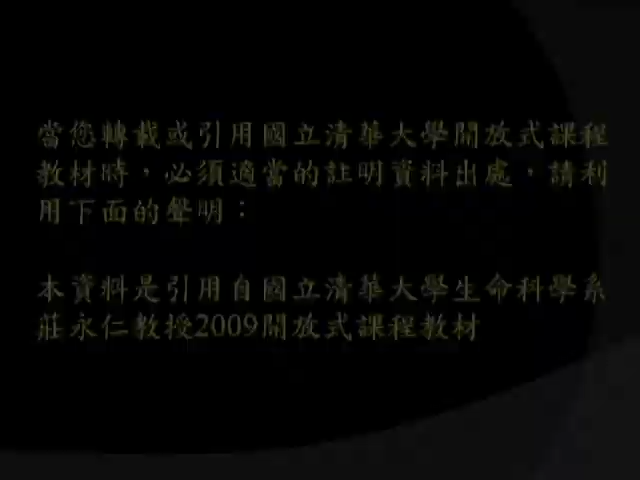 當您轉載或引用國立清華大學開放式課程
教材時，必須適當的註明資料出處，請利
用下面的聲明：
本資料是引用自國立清華大學生命科學系
莊永仁教授2009開放式課程教材